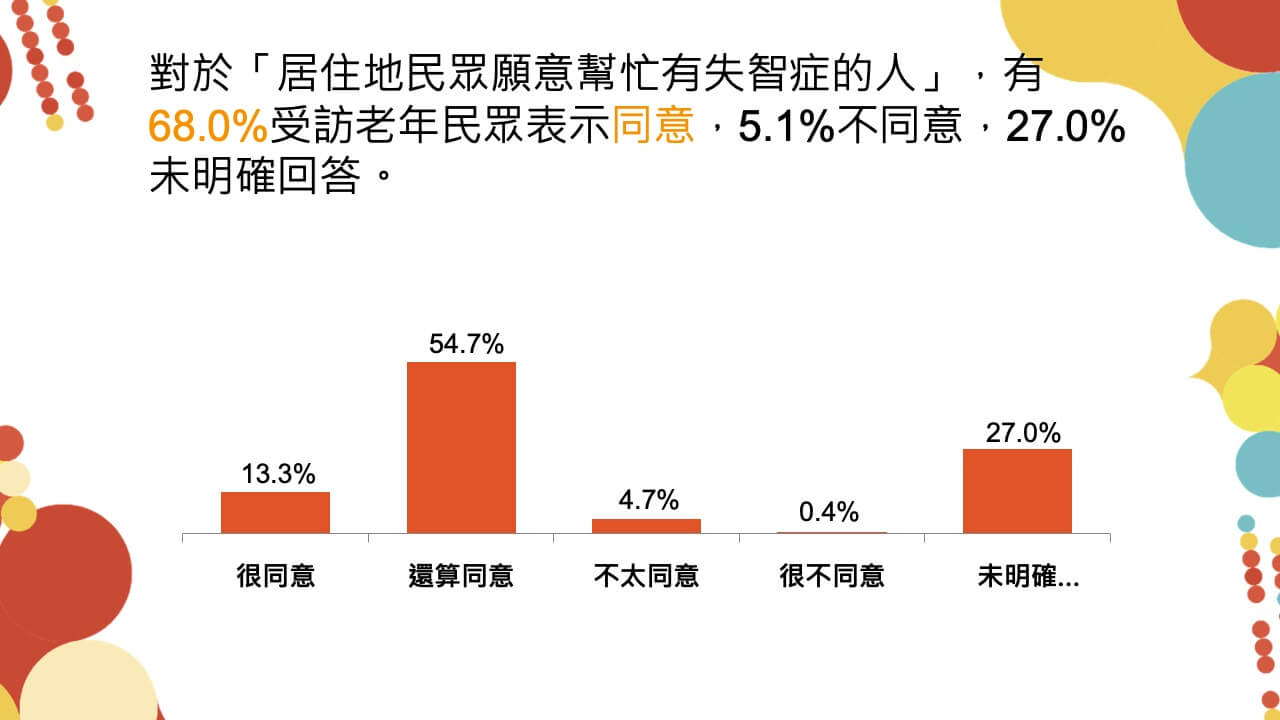 對於「居住地民眾願意幫忙有失智症的人」，有
68.0%受訪老年民眾表示同意，5.1%不同意，27.0%
未明確回答。
54.7%
27.0%
13.3%
4.7%
0.4%
很同意 還算同意 不太同意 很不同意 未明確...